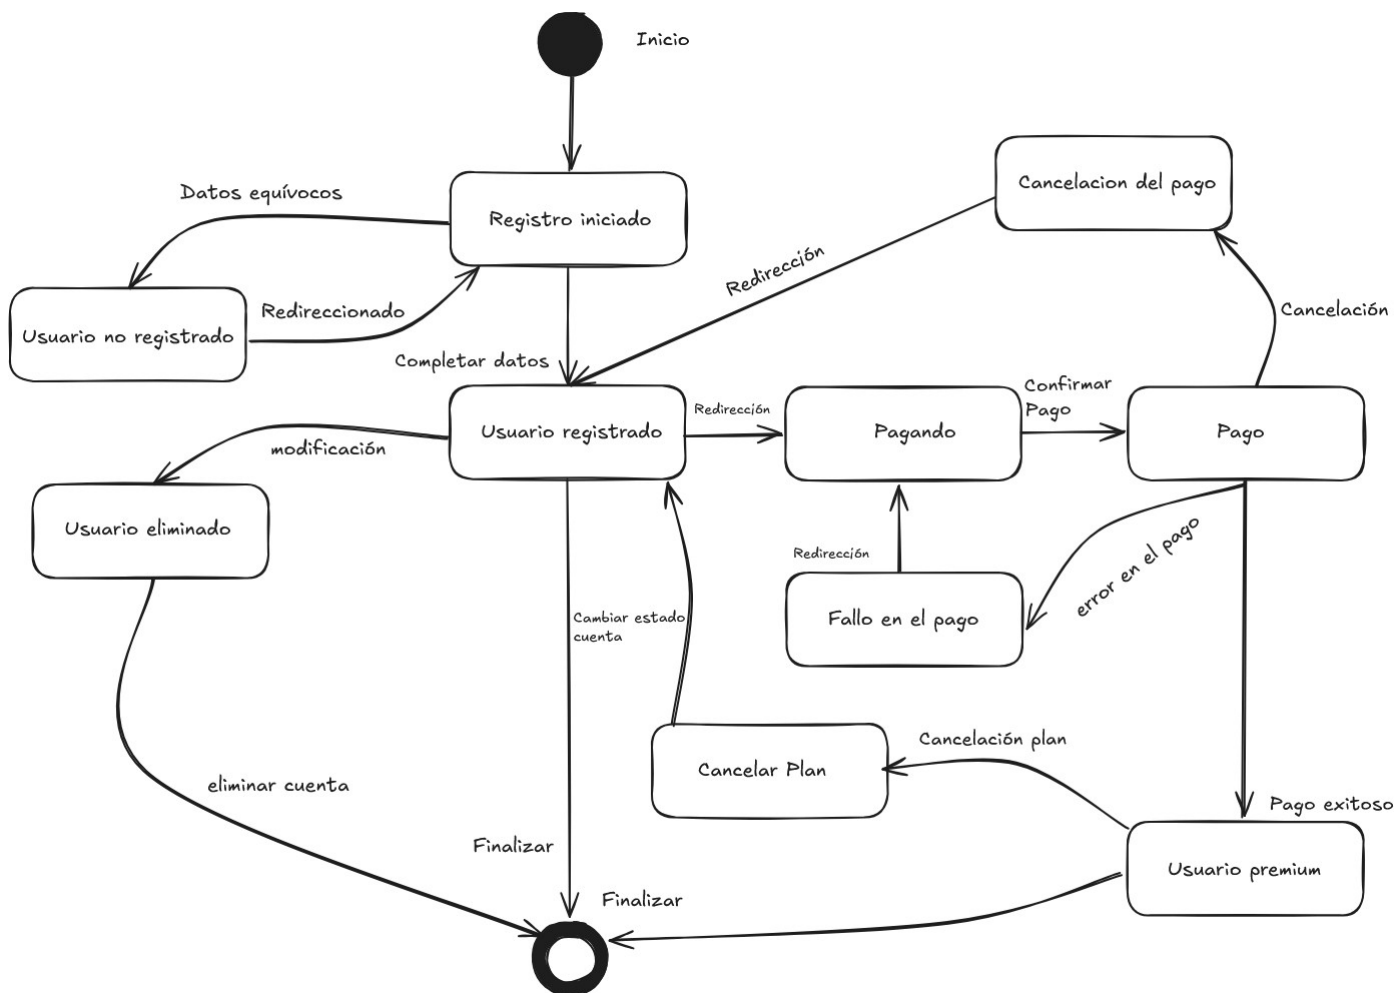 Inicio
Cancelacion del pago
Datos equívocos
Registro iniciado
Redirección
Redireccionado
Cancelación
Usuario no registrado
Completar datos
Confirmar
Pago
Redirección
Usuario registrado
Pagando
Pago
modificación
Usuario eliminado
Redirección
error en el pago
Cambiar estado
cuenta
Fallo en el pago
Cancelación plan
Cancelar Plan
eliminar cuenta
Pago exitoso
Finalizar
Usuario premium
Finalizar